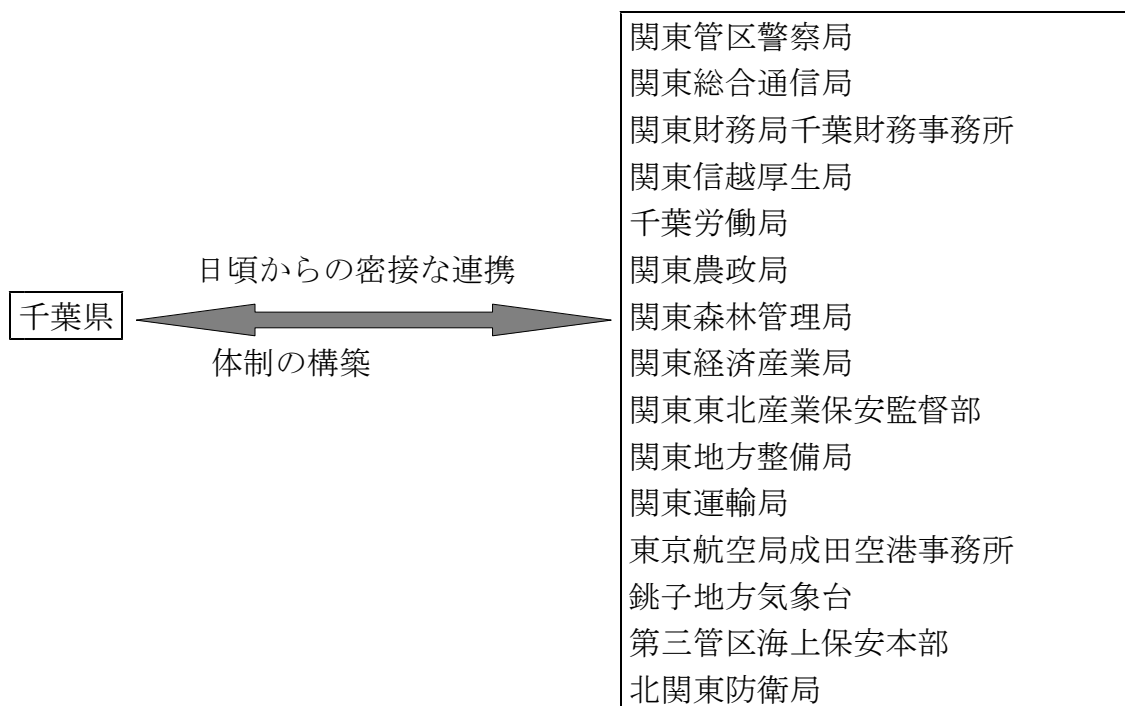 千葉県
日頃からの密接な連携
体制の構築
関東管区警察局
関東総合通信局
関東財務局千葉財務事務所
関東信越厚生局
千葉労働局
関東農政局
関東森林管理局
関東経済産業局
関東東北産業保安監督部
関東地方整備局
関東運輸局
東京航空局成田空港事務所
銚子地方気象台
第三管区海上保安本部
北関東防衛局